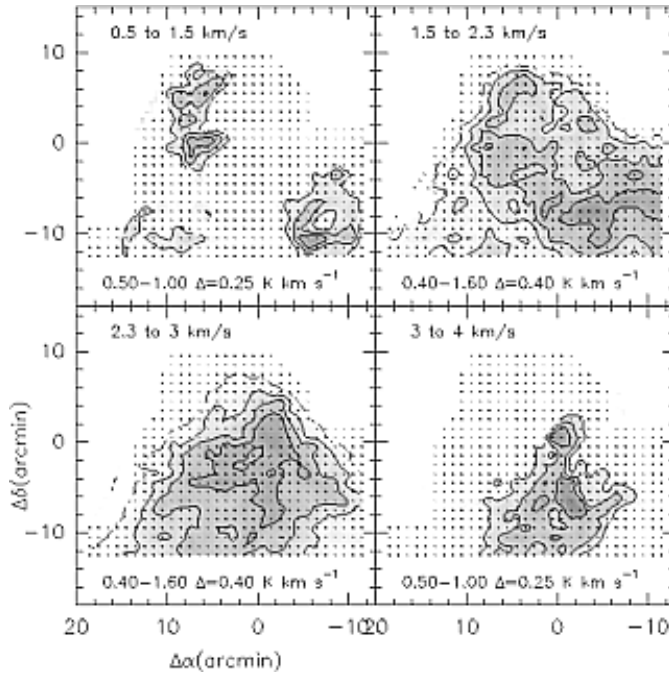 0.5 to 1.5 km/s
1.5 to 2.3 km/s
10
0
−10
0.50−1.00 Δ=0.25 K km s⁻¹
0.40−1.60 Δ=0.40 K km s⁻¹
2.3 to 3 km/s
3 to 4 km/s
10
0
−10
Δδ(arcmin)
0.40−1.60 Δ=0.40 K km s⁻¹
0.50−1.00 Δ=0.25 K km s⁻¹
20 10 0 −1020 10 0 −10
Δα(arcmin)